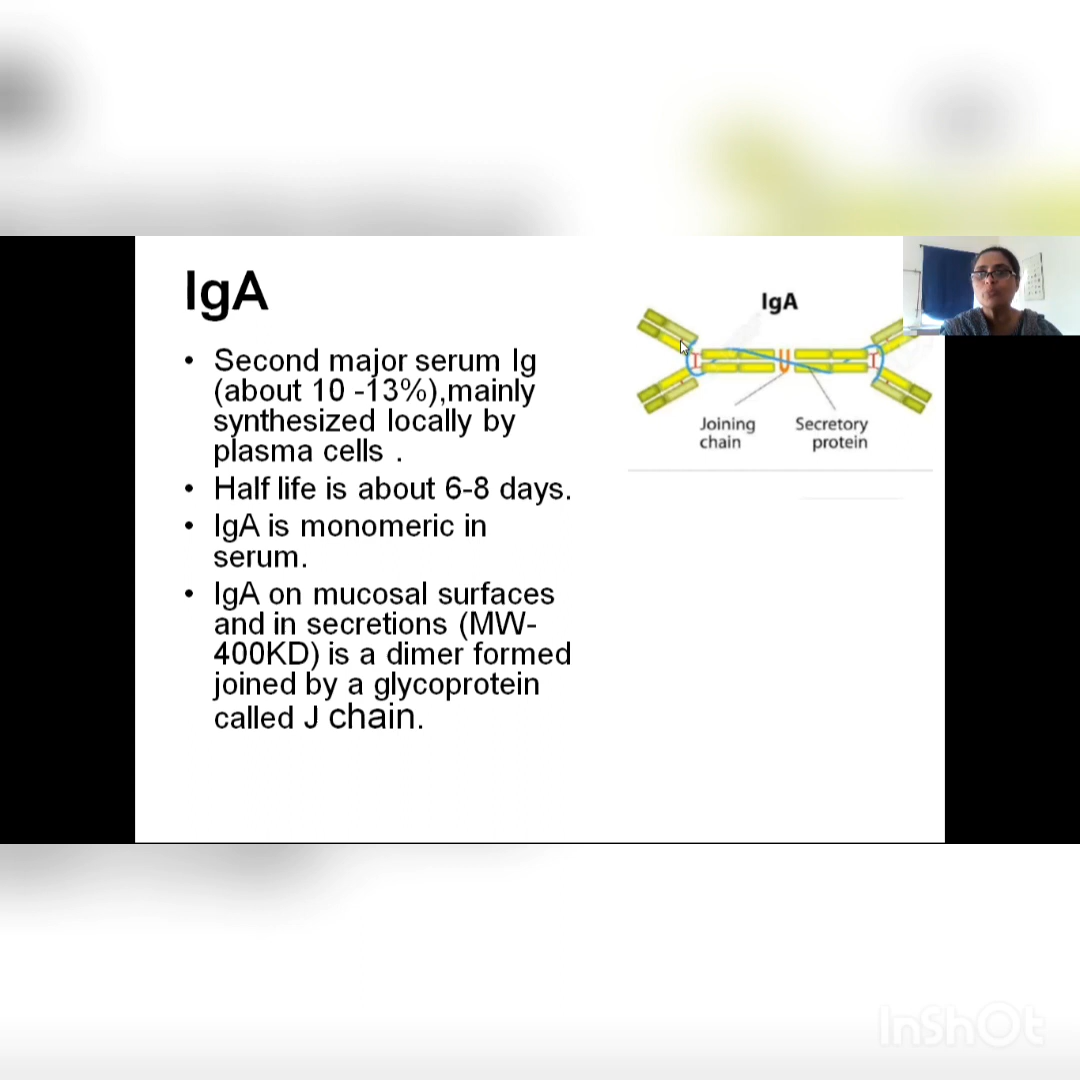 IgA
• Second major serum Ig
(about 10 -13%),mainly
synthesized locally by
plasma cells .
• Half life is about 6-8 days.
• IgA is monomeric in
serum.
• IgA on mucosal surfaces
and in secretions (MW-
400KD) is a dimer formed
joined by a glycoprotein
called J chain.
IgA
Joining
chain
Secretory
protein
InShOt